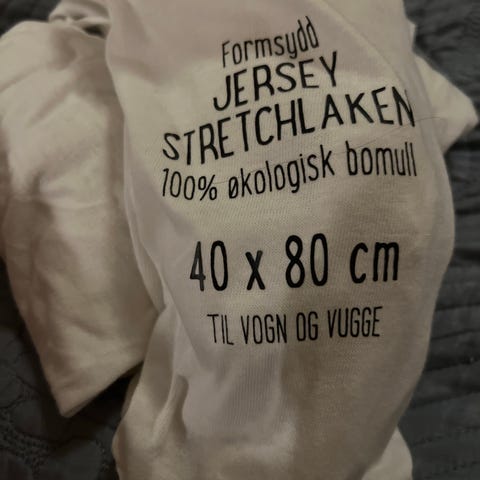 Formsydd
JERSEY
STRETCHLAKEN
100% økologisk bomull
40 x 80 cm
TIL VOGN OG VUGGE